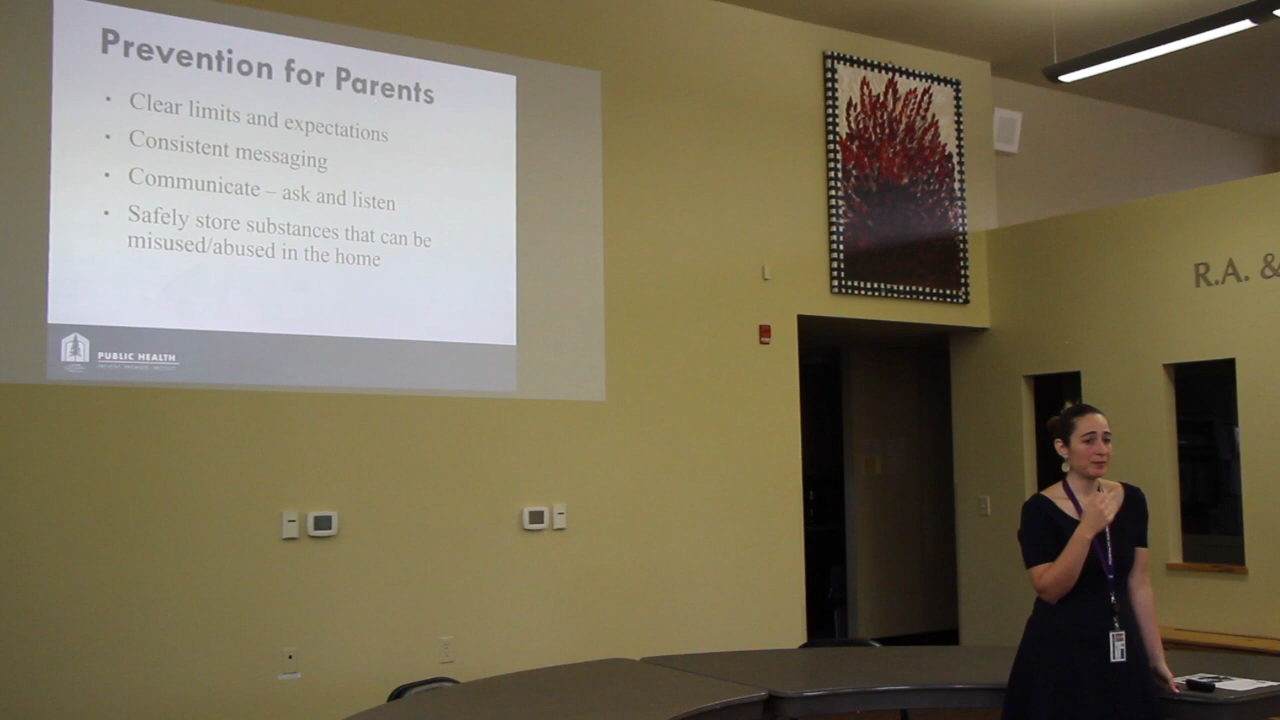 Prevention for Parents
• Clear limits and expectations
• Consistent messaging
• Communicate – ask and listen
• Safely store substances that can be
misused/abused in the home
PUBLIC HEALTH
R.A. &